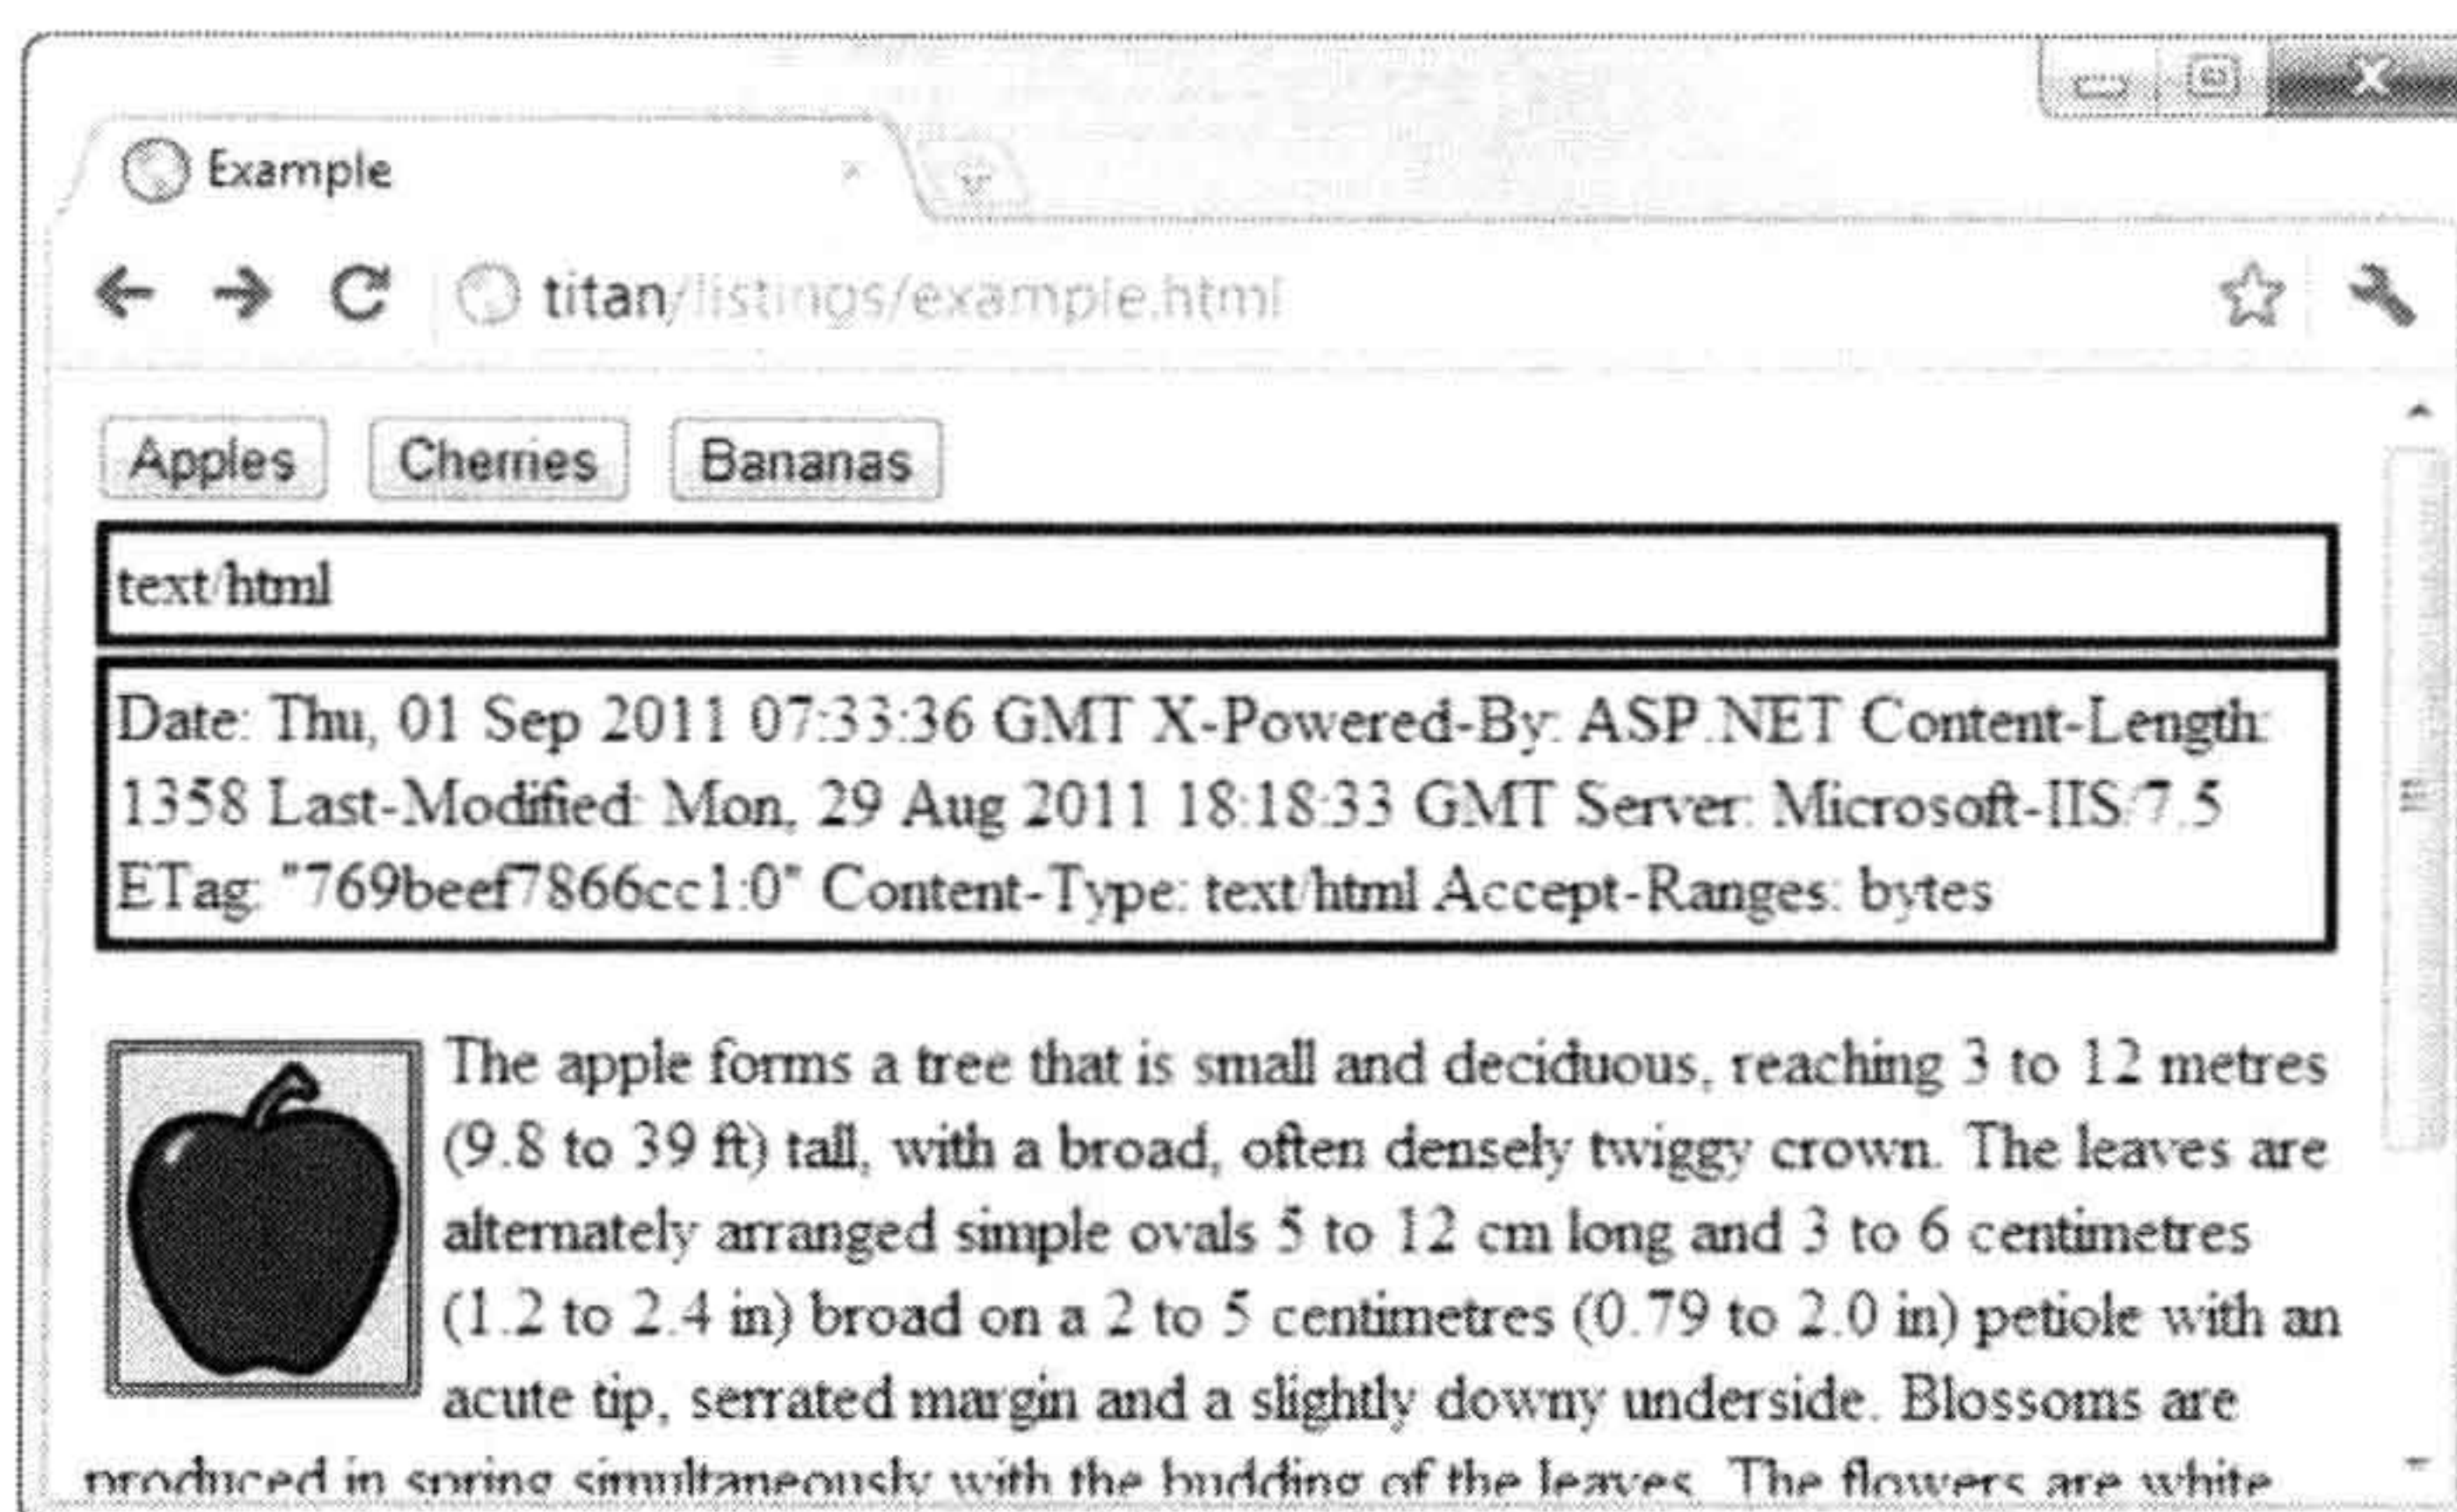 Example
titan/listings/example.html
Apples Cherries Bananas
text/html
Date: Thu, 01 Sep 2011 07:33:36 GMT X-Powered-By: ASP.NET Content-Length:
1358 Last-Modified: Mon, 29 Aug 2011 18:18:33 GMT Server: Microsoft-IIS/7.5
ETag: "769beef7866cc1:0" Content-Type: text/html Accept-Ranges: bytes
The apple forms a tree that is small and deciduous, reaching 3 to 12 metres
(9.8 to 39 ft) tall, with a broad, often densely twiggy crown. The leaves are
alternately arranged simple ovals 5 to 12 cm long and 3 to 6 centimetres
(1.2 to 2.4 in) broad on a 2 to 5 centimetres (0.79 to 2.0 in) petiole with an
acute tip, serrated margin and a slightly downy underside. Blossoms are
produced in spring simultaneously with the budding of the leaves. The flowers are white